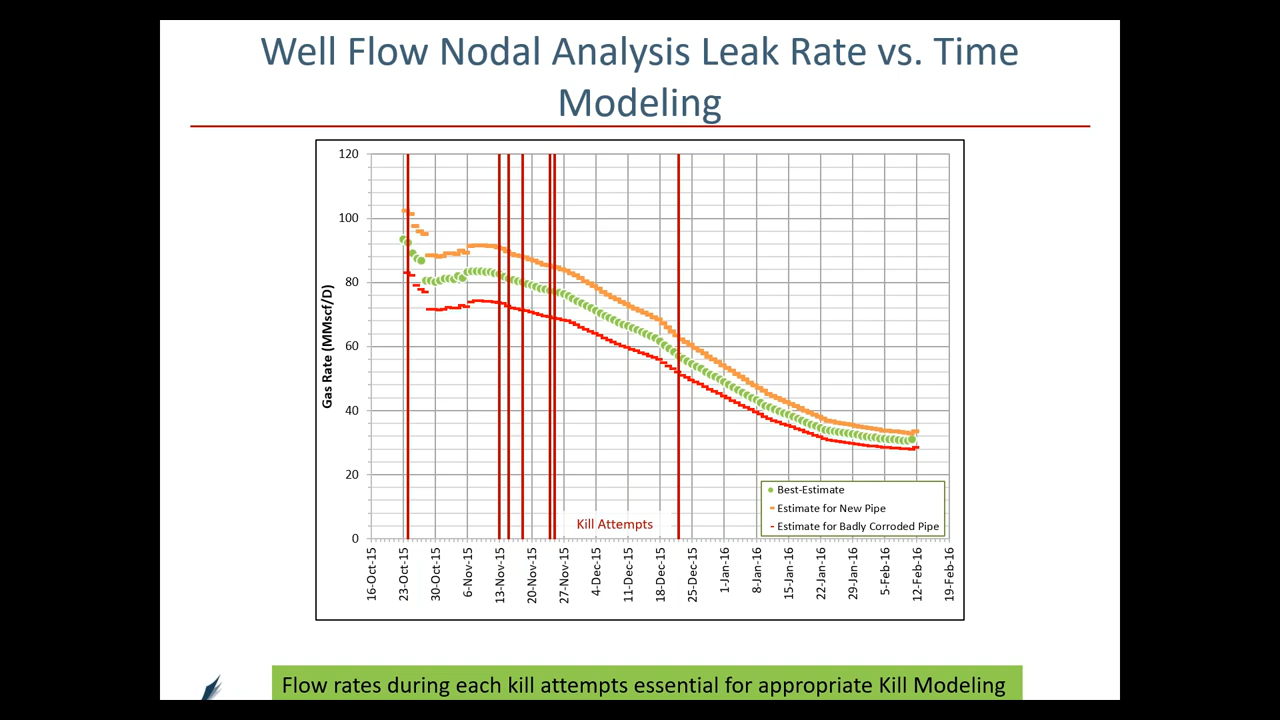 Well Flow Nodal Analysis Leak Rate vs. Time
Modeling
120
100
80
60
40
20
0
Gas Rate (MMscf/D)
Kill Attempts
Best-Estimate
Estimate for New Pipe
Estimate for Badly Corroded Pipe
16-Oct-15
23-Oct-15
30-Oct-15
6-Nov-15
13-Nov-15
20-Nov-15
27-Nov-15
4-Dec-15
11-Dec-15
18-Dec-15
25-Dec-15
1-Jan-16
8-Jan-16
15-Jan-16
22-Jan-16
29-Jan-16
5-Feb-16
12-Feb-16
19-Feb-16
Flow rates during each kill attempts essential for appropriate Kill Modeling